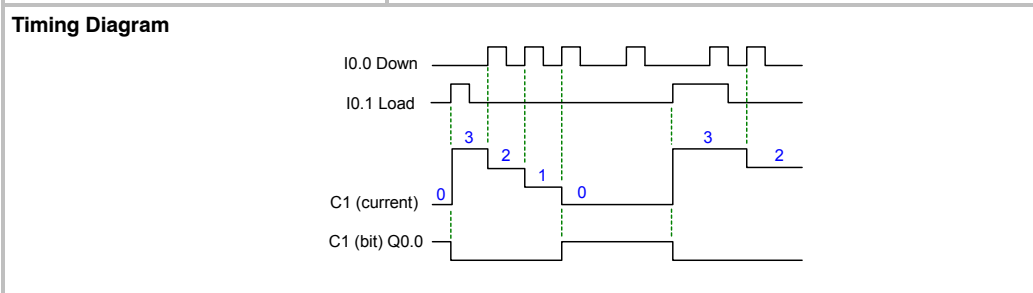 Timing Diagram
I0.0 Down
I0.1 Load
3
3
2
2
1
0
0
C1 (current)
C1 (bit) Q0.0